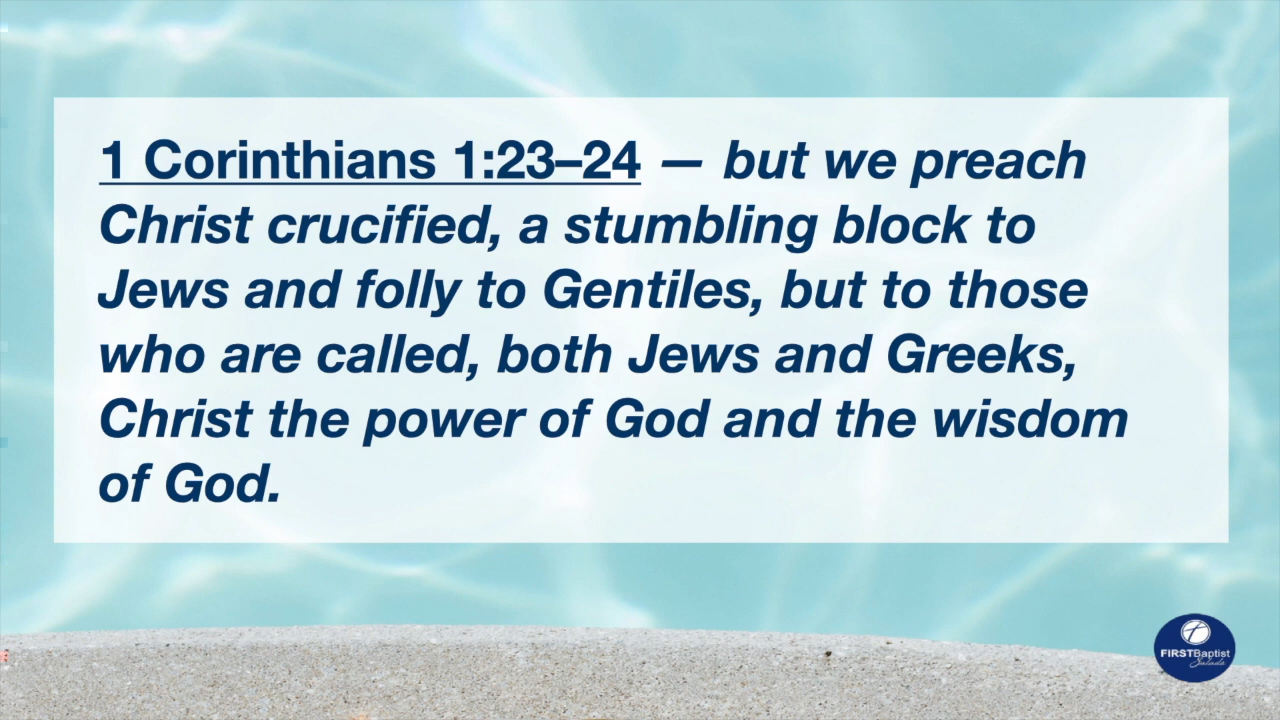 1 Corinthians 1:23–24 — but we preach
Christ crucified, a stumbling block to
Jews and folly to Gentiles, but to those
who are called, both Jews and Greeks,
Christ the power of God and the wisdom
of God.
FIRSTBaptist
Salado